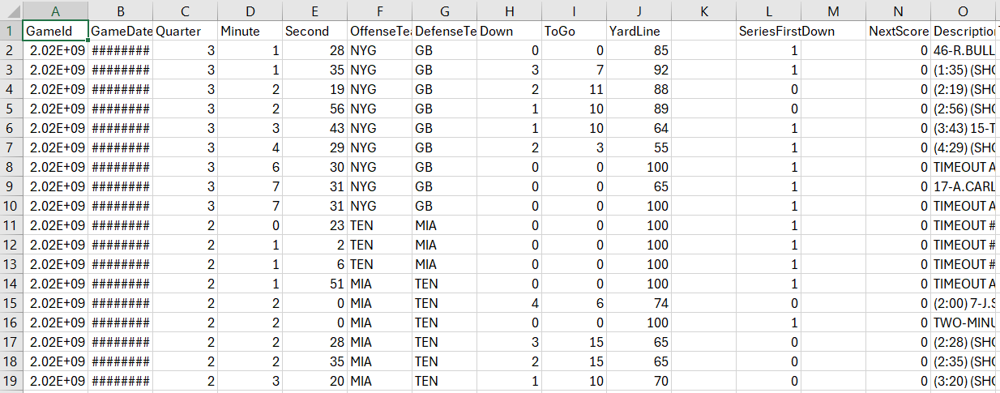 A B C D E F G H I J K L M N O
1 GameId GameDate Quarter Minute Second OffenseTea DefenseTe Down ToGo YardLine SeriesFirstDown NextScore Descriptio
2 2.02E+09 ######## 3 1 28 NYG GB 0 0 85 1 0 46-R.BULL
3 2.02E+09 ######## 3 1 35 NYG GB 3 7 92 1 0 (1:35) (SHO
4 2.02E+09 ######## 3 2 19 NYG GB 2 11 88 0 0 (2:19) (SHO
5 2.02E+09 ######## 3 2 56 NYG GB 1 10 89 0 0 (2:56) (SHO
6 2.02E+09 ######## 3 3 43 NYG GB 1 10 64 1 0 (3:43) 15-T
7 2.02E+09 ######## 3 4 29 NYG GB 2 3 55 1 0 (4:29) (SHO
8 2.02E+09 ######## 3 6 30 NYG GB 0 0 100 1 0 TIMEOUT A
9 2.02E+09 ######## 3 7 31 NYG GB 0 0 65 1 0 17-A.CARL
10 2.02E+09 ######## 3 7 31 NYG GB 0 0 100 1 0 TIMEOUT A
11 2.02E+09 ######## 2 0 23 TEN MIA 0 0 100 1 0 TIMEOUT #
12 2.02E+09 ######## 2 1 2 TEN MIA 0 0 100 1 0 TIMEOUT #
13 2.02E+09 ######## 2 1 6 TEN MIA 0 0 100 1 0 TIMEOUT #
14 2.02E+09 ######## 2 1 51 MIA TEN 0 0 100 1 0 TIMEOUT A
15 2.02E+09 ######## 2 2 0 MIA TEN 4 6 74 0 0 (2:00) 7-J.S
16 2.02E+09 ######## 2 2 0 MIA TEN 0 0 100 1 0 TWO-MINU
17 2.02E+09 ######## 2 2 28 MIA TEN 3 15 65 0 0 (2:28) (SHO
18 2.02E+09 ######## 2 2 35 MIA TEN 2 15 65 0 0 (2:35) (SHO
19 2.02E+09 ######## 2 3 20 MIA TEN 1 10 70 0 0 (3:20) (SHO